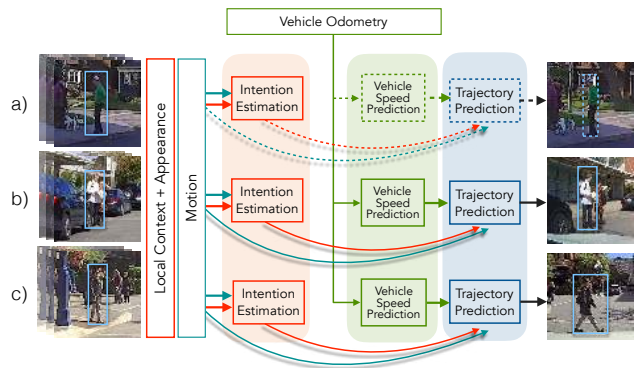 Vehicle Odometry
Local Context + Appearance
Motion
a)
Intention
Estimation
Vehicle
Speed
Prediction
Trajectory
Prediction
b)
Intention
Estimation
Vehicle
Speed
Prediction
Trajectory
Prediction
c)
Intention
Estimation
Vehicle
Speed
Prediction
Trajectory
Prediction